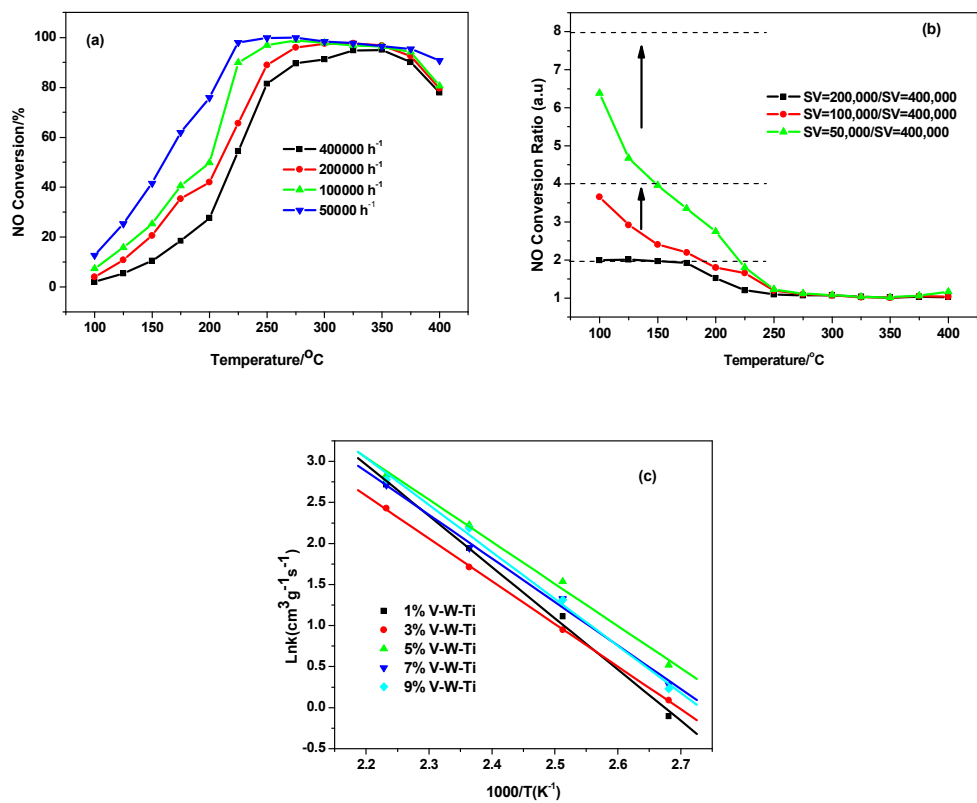 (a)
NO Conversion/%
100
80
60
40
20
0
400000 h⁻¹
200000 h⁻¹
100000 h⁻¹
50000 h⁻¹
100 150 200 250 300 350 400
Temperature/ᴼC
(b)
NO Conversion Ratio (a.u)
8
7
6
5
4
3
2
1
SV=200,000/SV=400,000
SV=100,000/SV=400,000
SV=50,000/SV=400,000
100 150 200 250 300 350 400
Temperature/°C
(c)
Lnk(cm³g⁻¹s⁻¹)
3.0
2.5
2.0
1.5
1.0
0.5
0.0
-0.5
1% V-W-Ti
3% V-W-Ti
5% V-W-Ti
7% V-W-Ti
9% V-W-Ti
2.2 2.3 2.4 2.5 2.6 2.7
1000/T(K⁻¹)